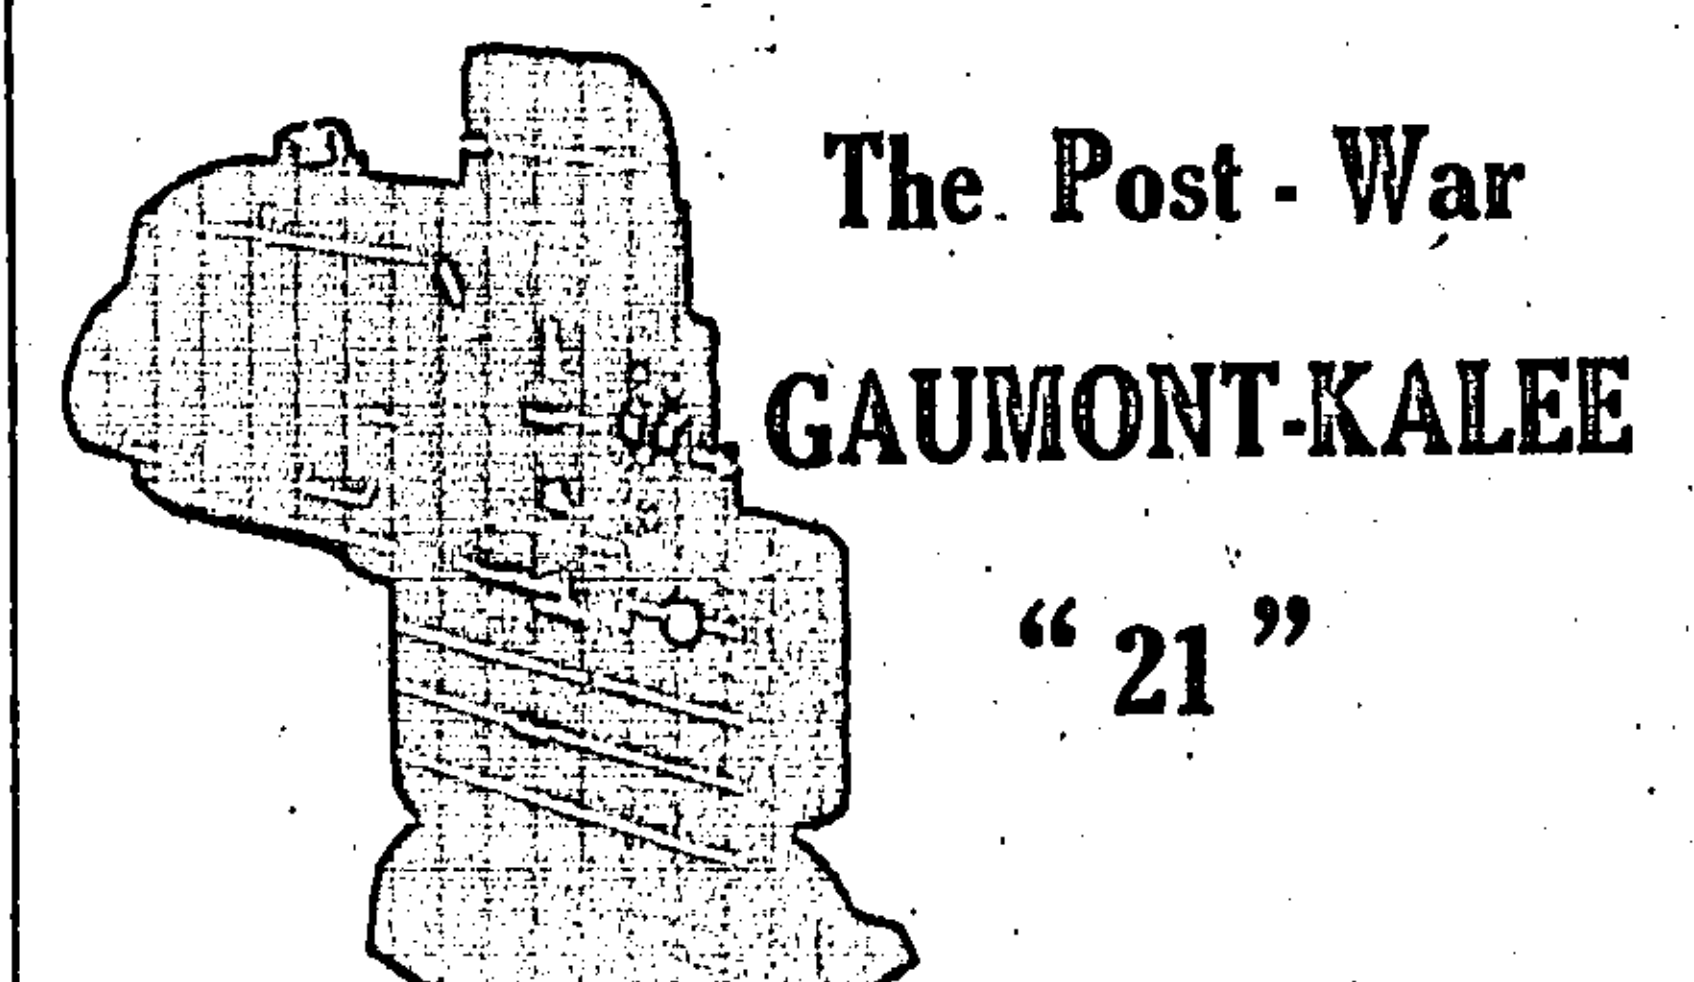 The Post - War
GAUMONT-KALEE
“ 21 ”